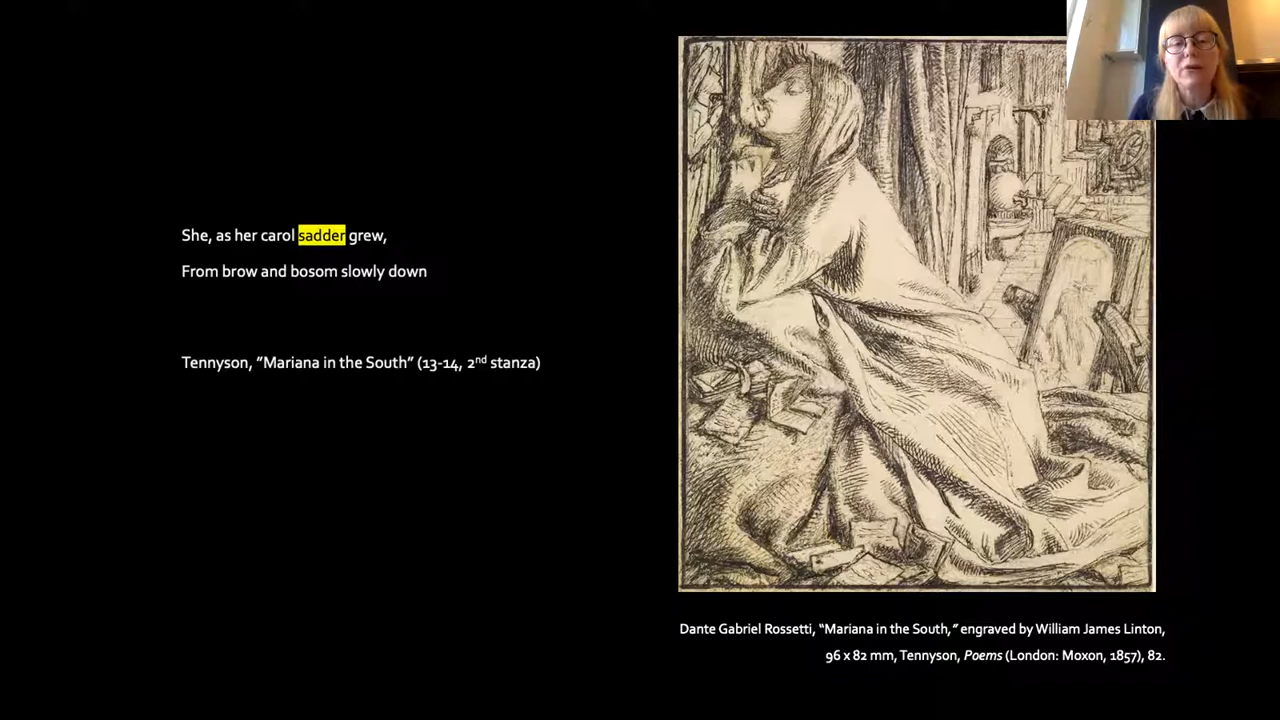 She, as her carol sadder grew,
From brow and bosom slowly down
Tennyson, ”Mariana in the South” (13-14, 2nd stanza)
Dante Gabriel Rossetti, “Mariana in the South,” engraved by William James Linton,
96 x 82 mm, Tennyson, Poems (London: Moxon, 1857), 82.